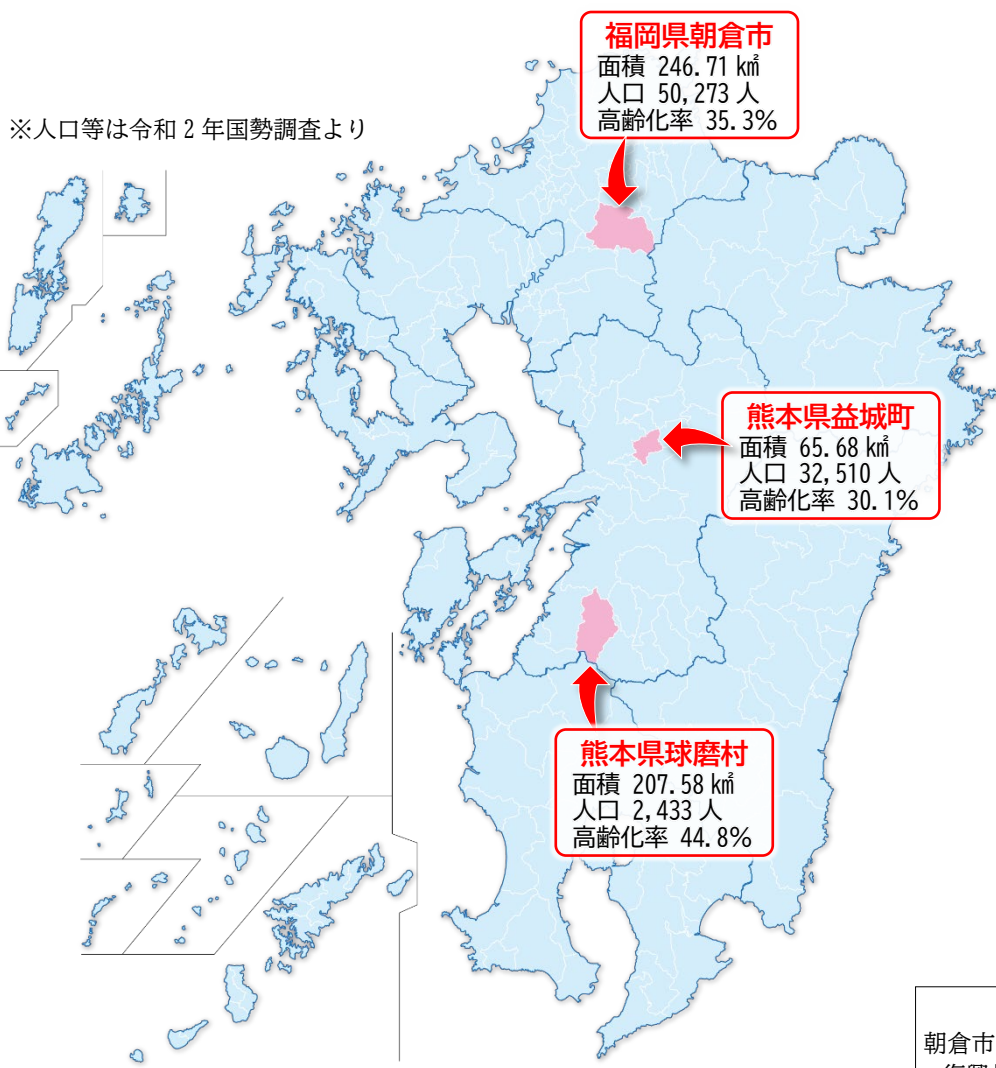 福岡県朝倉市
面積 246.71 ㎢
人口 50,273 人
高齢化率 35.3%
※人口等は令和２年国勢調査より
熊本県益城町
面積 65.68 ㎢
人口 32,510 人
高齢化率 30.1%
熊本県球磨村
面積 207.58 ㎢
人口 2,433 人
高齢化率 44.8%
朝倉市